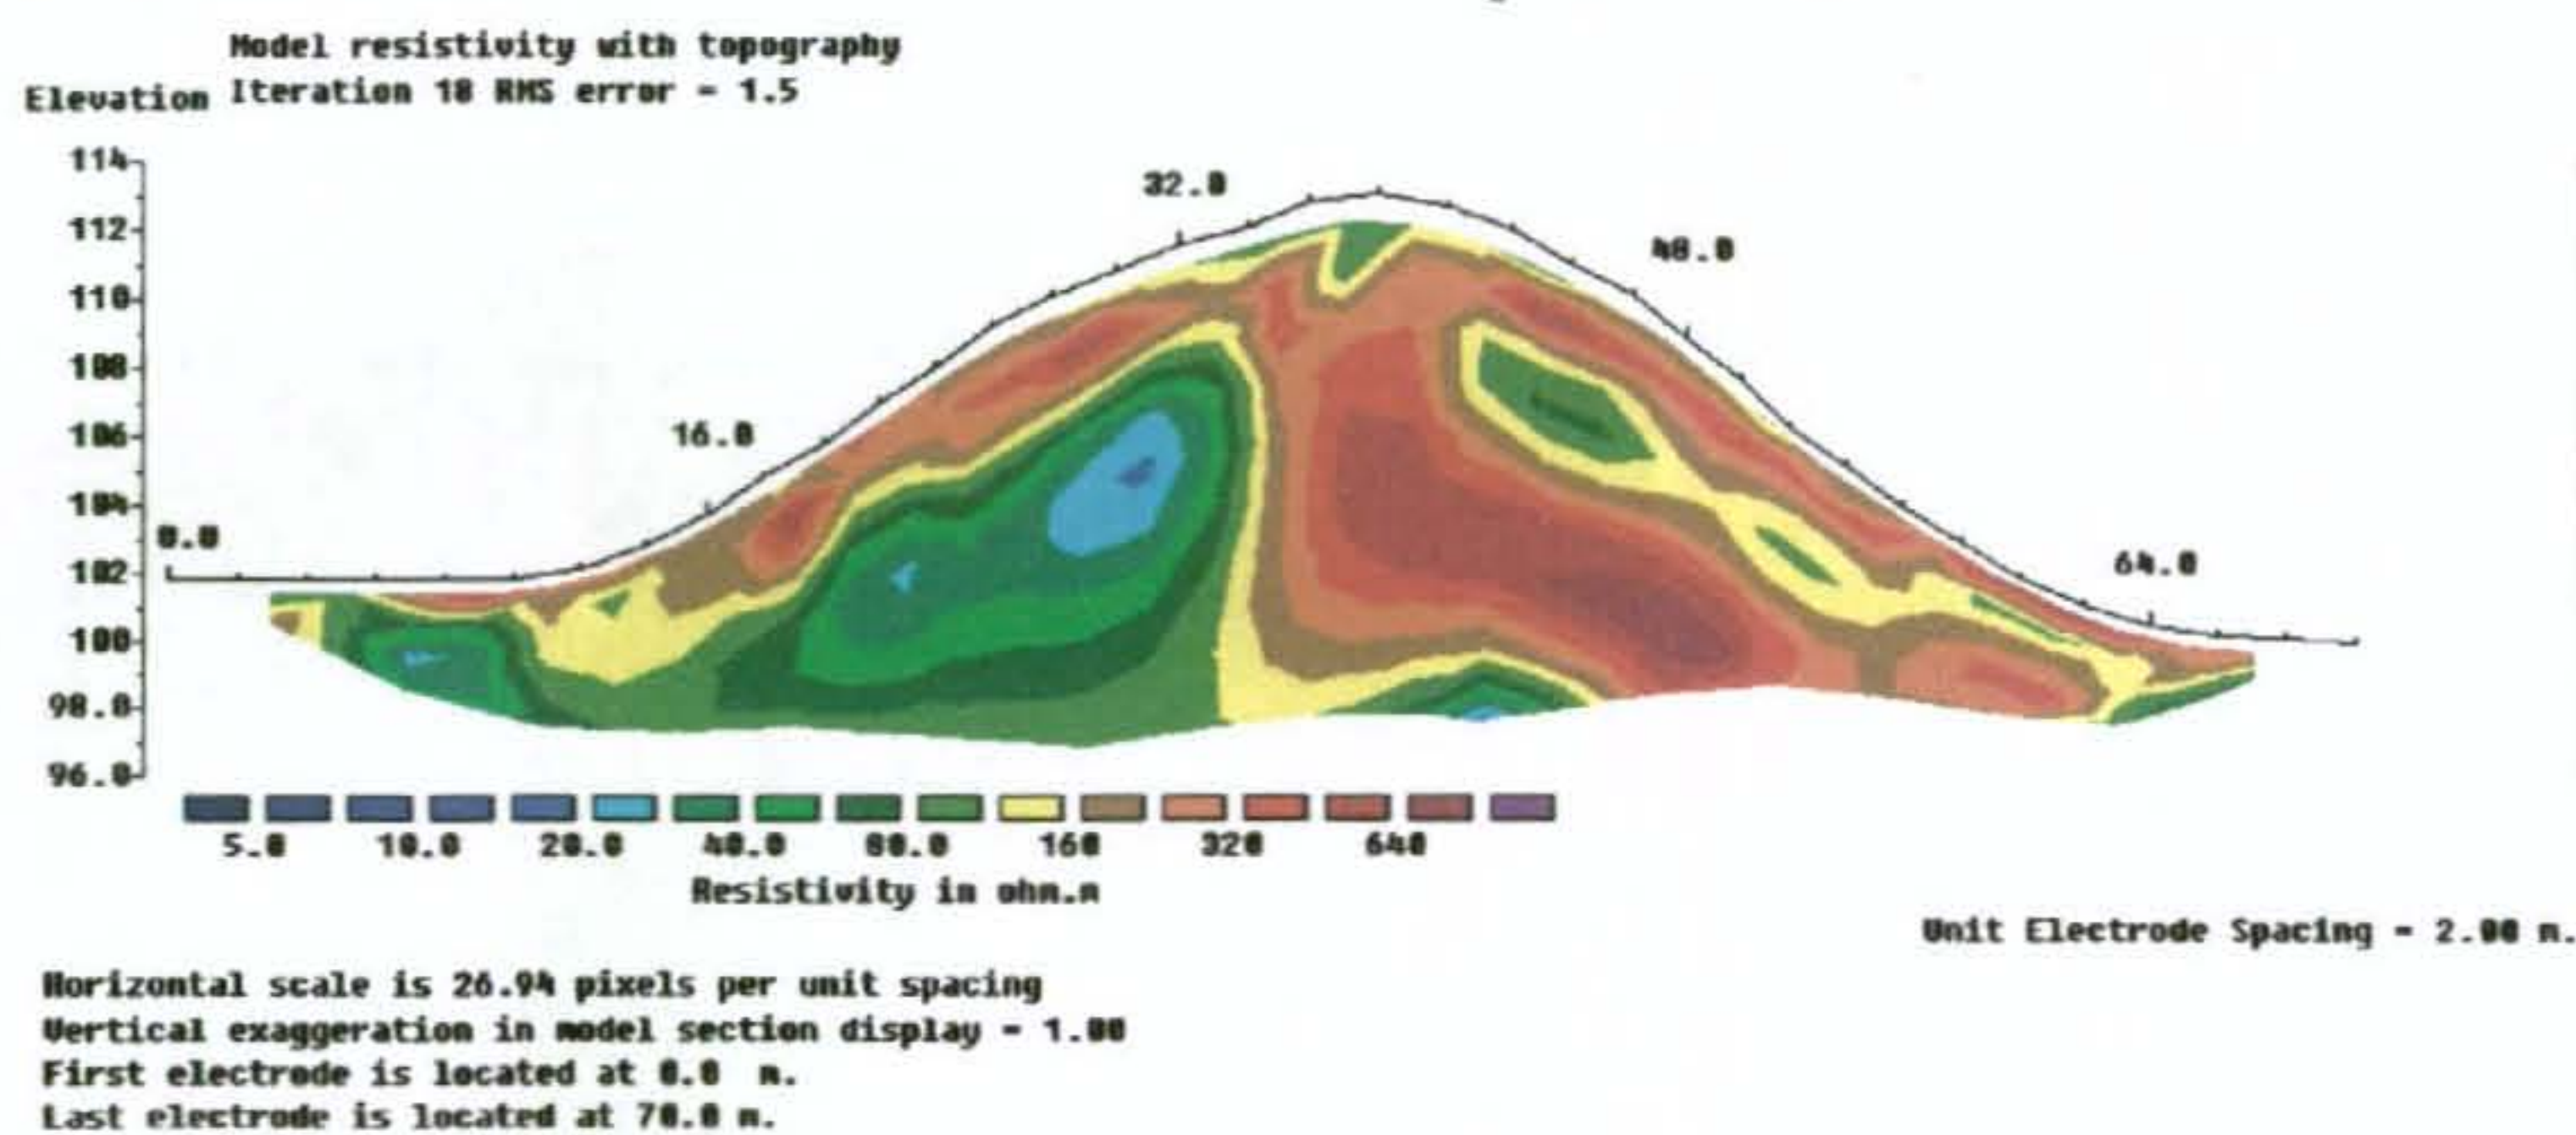 Model resistivity with topography
Elevation Iteration 10 RMS error = 1.5
114
32.0
112
48.0
110
108
106
16.0
104
0.0
102
64.0
100
98.0
96.0
5.0 10.0 20.0 40.0 80.0 160 320 640
Resistivity in ohm.m
Unit Electrode Spacing = 2.00 m.
Horizontal scale is 26.94 pixels per unit spacing
Vertical exaggeration in model section display = 1.00
First electrode is located at 0.0 m.
Last electrode is located at 70.0 m.